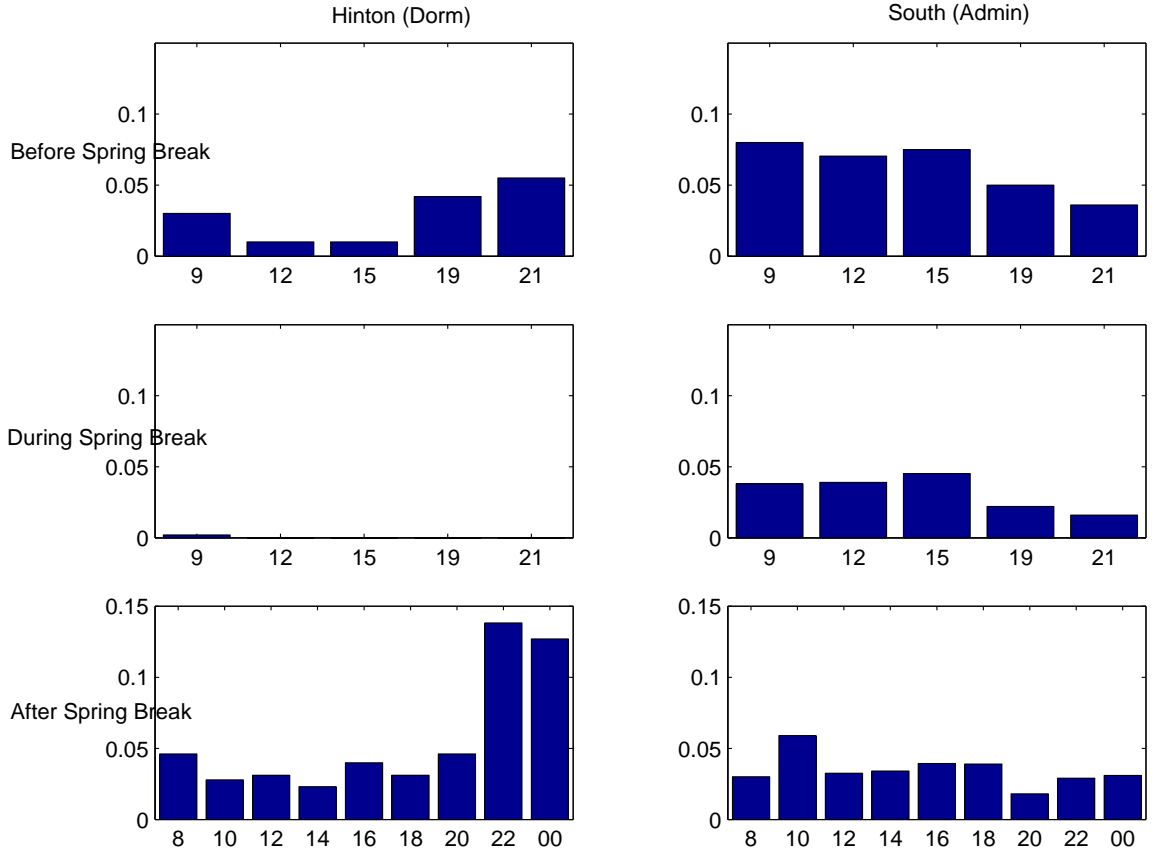 Hinton (Dorm)
South (Admin)
0.1
Before Spring Break
0.05
0
9 12 15 19 21
0.1
0.05
0
9 12 15 19 21
0.1
During Spring Break
0.05
0
9 12 15 19 21
0.1
0.05
0
9 12 15 19 21
0.15
0.1
After Spring Break
0.05
0
8 10 12 14 16 18 20 22 00
0.15
0.1
0.05
0
8 10 12 14 16 18 20 22 00